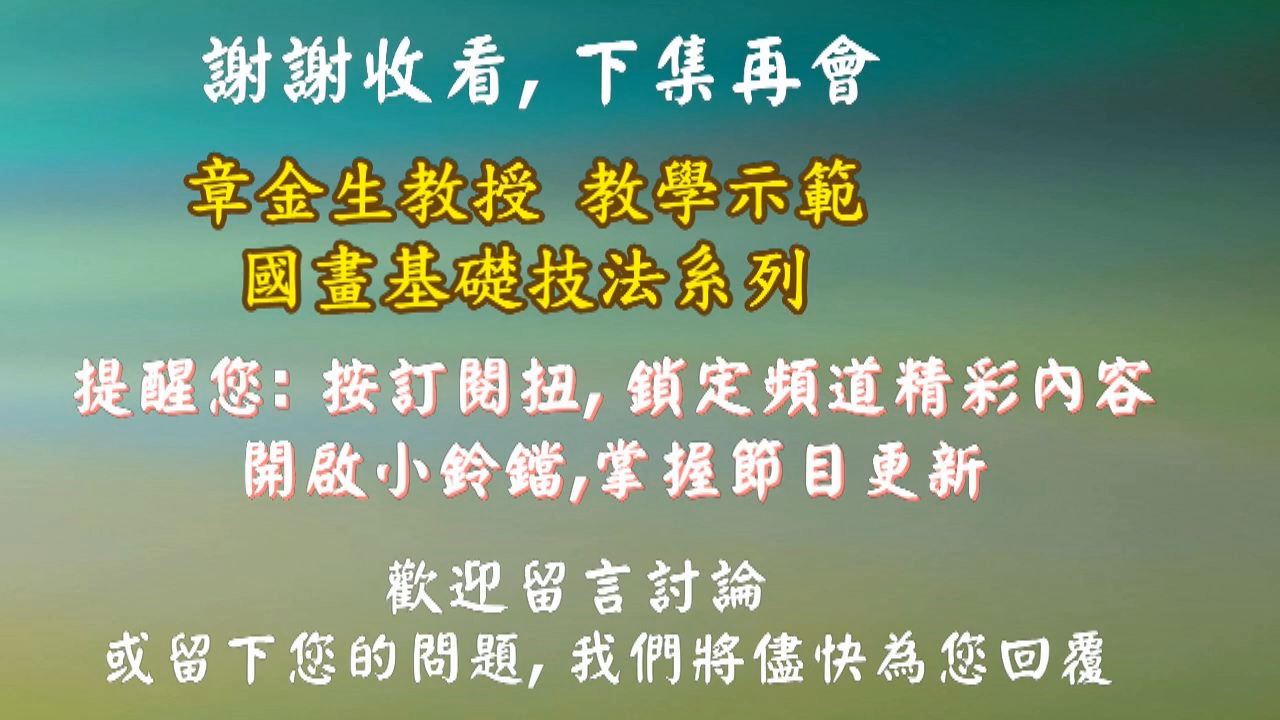 謝謝收看, 下集再會
章金生教授 教學示範
國畫基礎技法系列
提醒您: 按訂閱扭, 鎖定頻道精彩內容
開啟小鈴鐺,掌握節目更新
歡迎留言討論
或留下您的問題, 我們將儘快為您回覆